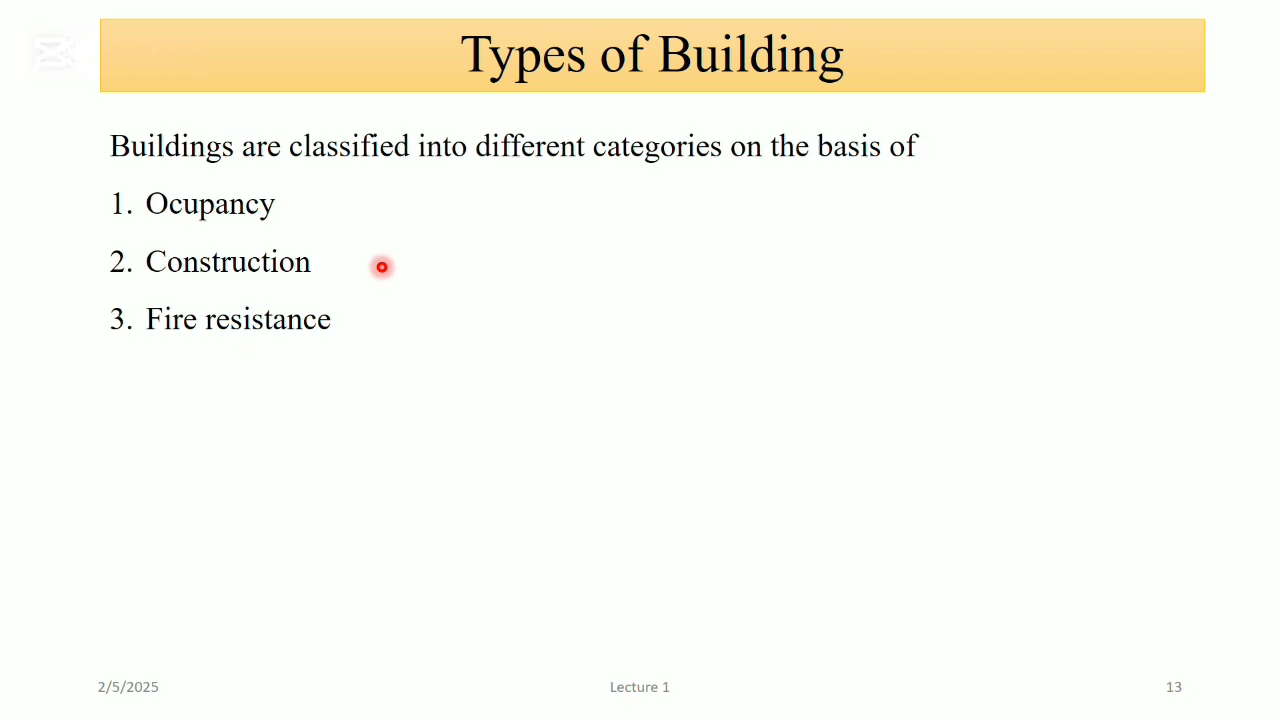 Types of Building
Buildings are classified into different categories on the basis of
1. Ocupancy
2. Construction
3. Fire resistance
2/5/2025 Lecture 1 13